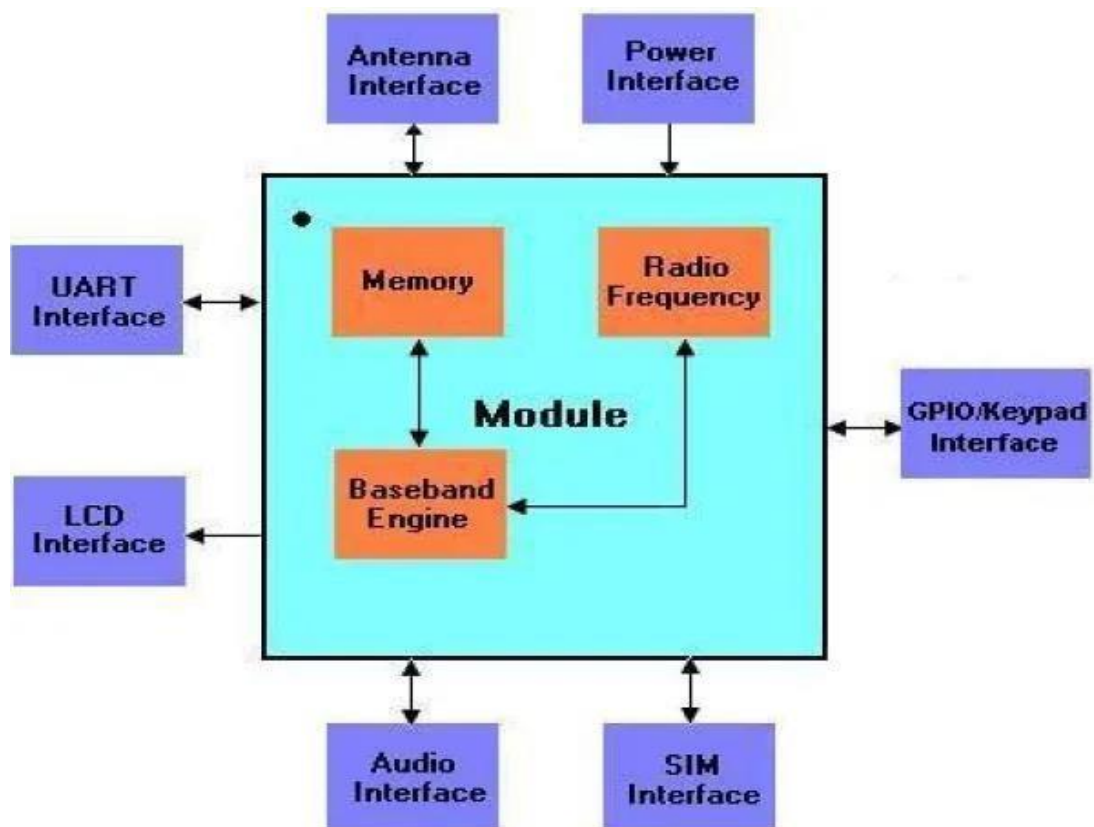 Antenna
Interface
Power
Interface
UART
Interface
Memory
Radio
Frequency
Module
GPIO/Keypad
Interface
Baseband
Engine
LCD
Interface
Audio
Interface
SIM
Interface